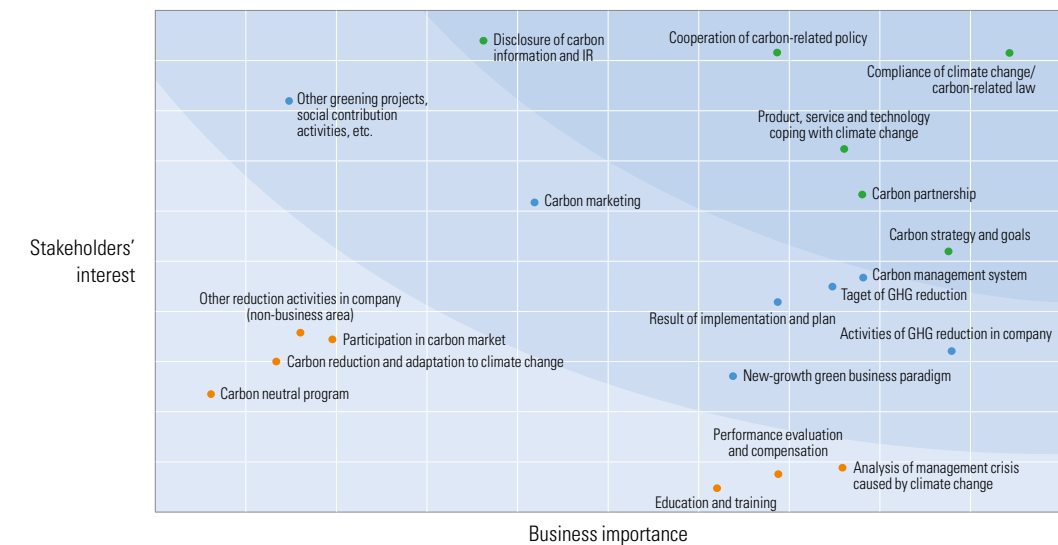 Disclosure of carbon
information and IR
Cooperation of carbon-related policy
Compliance of climate change/
carbon-related law
Other greening projects,
social contribution
activities, etc.
Product, service and technology
coping with climate change
Carbon marketing
Carbon partnership
Carbon strategy and goals
Stakeholders'
interest
Carbon management system
Taget of GHG reduction
Other reduction activities in company
(non-business area)
Result of implementation and plan
Activities of GHG reduction in company
Participation in carbon market
Carbon reduction and adaptation to climate change
New-growth green business paradigm
Carbon neutral program
Performance evaluation
and compensation
Analysis of management crisis
caused by climate change
Education and training
Business importance